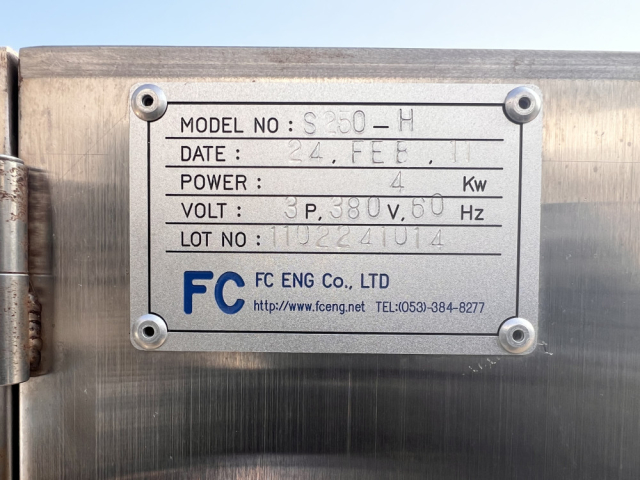 MODEL NO : S250-H
DATE : 24, FEB, 11
POWER : 4 Kw
VOLT : 3P, 380V, 60 Hz
LOT NO : 1102241014
FC FC ENG Co., LTD
http://www.fceng.net TEL:(053)-384-8277